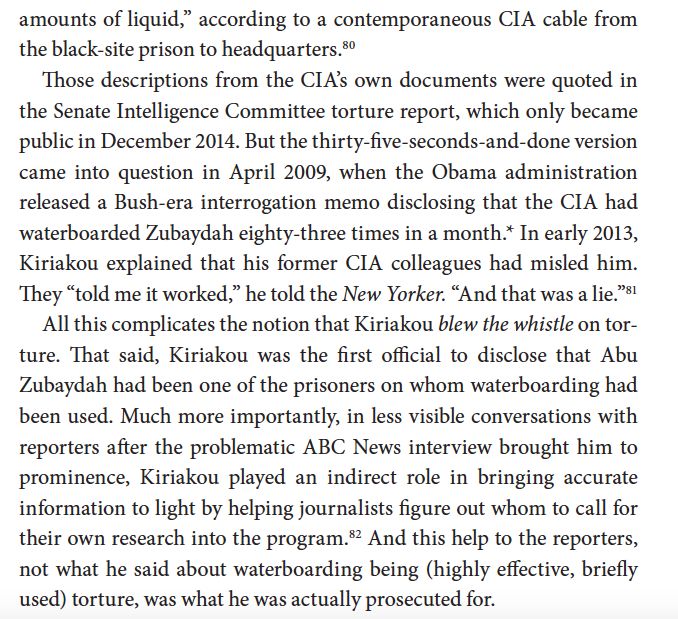 amounts of liquid,” according to a contemporaneous CIA cable from
the black-site prison to headquarters.80
Those descriptions from the CIA’s own documents were quoted in
the Senate Intelligence Committee torture report, which only became
public in December 2014. But the thirty-five-seconds-and-done version
came into question in April 2009, when the Obama administration
released a Bush-era interrogation memo disclosing that the CIA had
waterboarded Zubaydah eighty-three times in a month.* In early 2013,
Kiriakou explained that his former CIA colleagues had misled him.
They “told me it worked,” he told the New Yorker. “And that was a lie.”81
All this complicates the notion that Kiriakou blew the whistle on tor-
ture. That said, Kiriakou was the first official to disclose that Abu
Zubaydah had been one of the prisoners on whom waterboarding had
been used. Much more importantly, in less visible conversations with
reporters after the problematic ABC News interview brought him to
prominence, Kiriakou played an indirect role in bringing accurate
information to light by helping journalists figure out whom to call for
their own research into the program.82 And this help to the reporters,
not what he said about waterboarding being (highly effective, briefly
used) torture, was what he was actually prosecuted for.